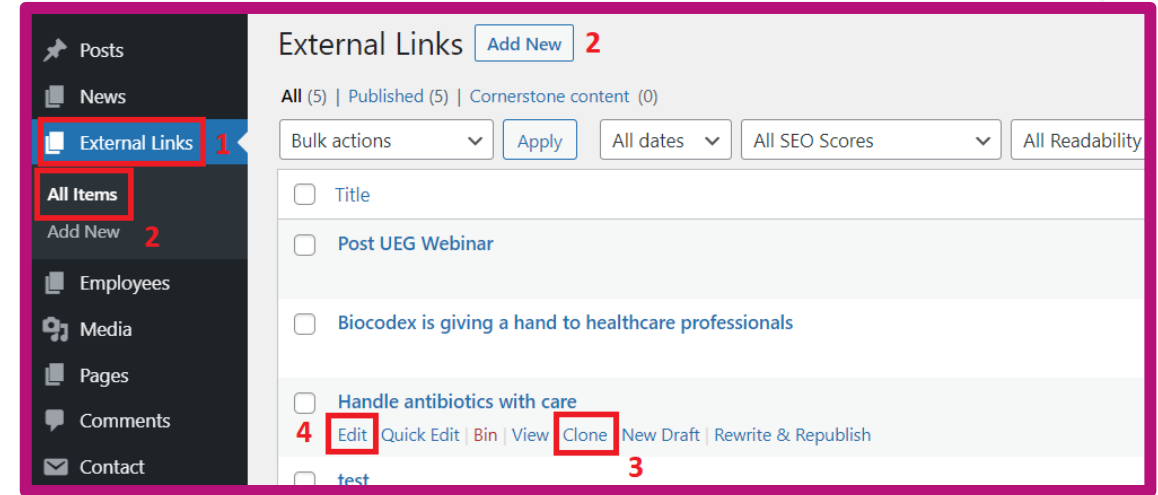 Posts
News
External Links 1
All Items
Add New 2
Employees
Media
Pages
Comments
Contact
External Links Add New 2
All (5) | Published (5) | Cornerstone content (0)
Bulk actions Apply All dates All SEO Scores All Readability
Title
Post UEG Webinar
Biocodex is giving a hand to healthcare professionals
Handle antibiotics with care
4 Edit Quick Edit | Bin | View Clone New Draft | Rewrite & Republish
3
test